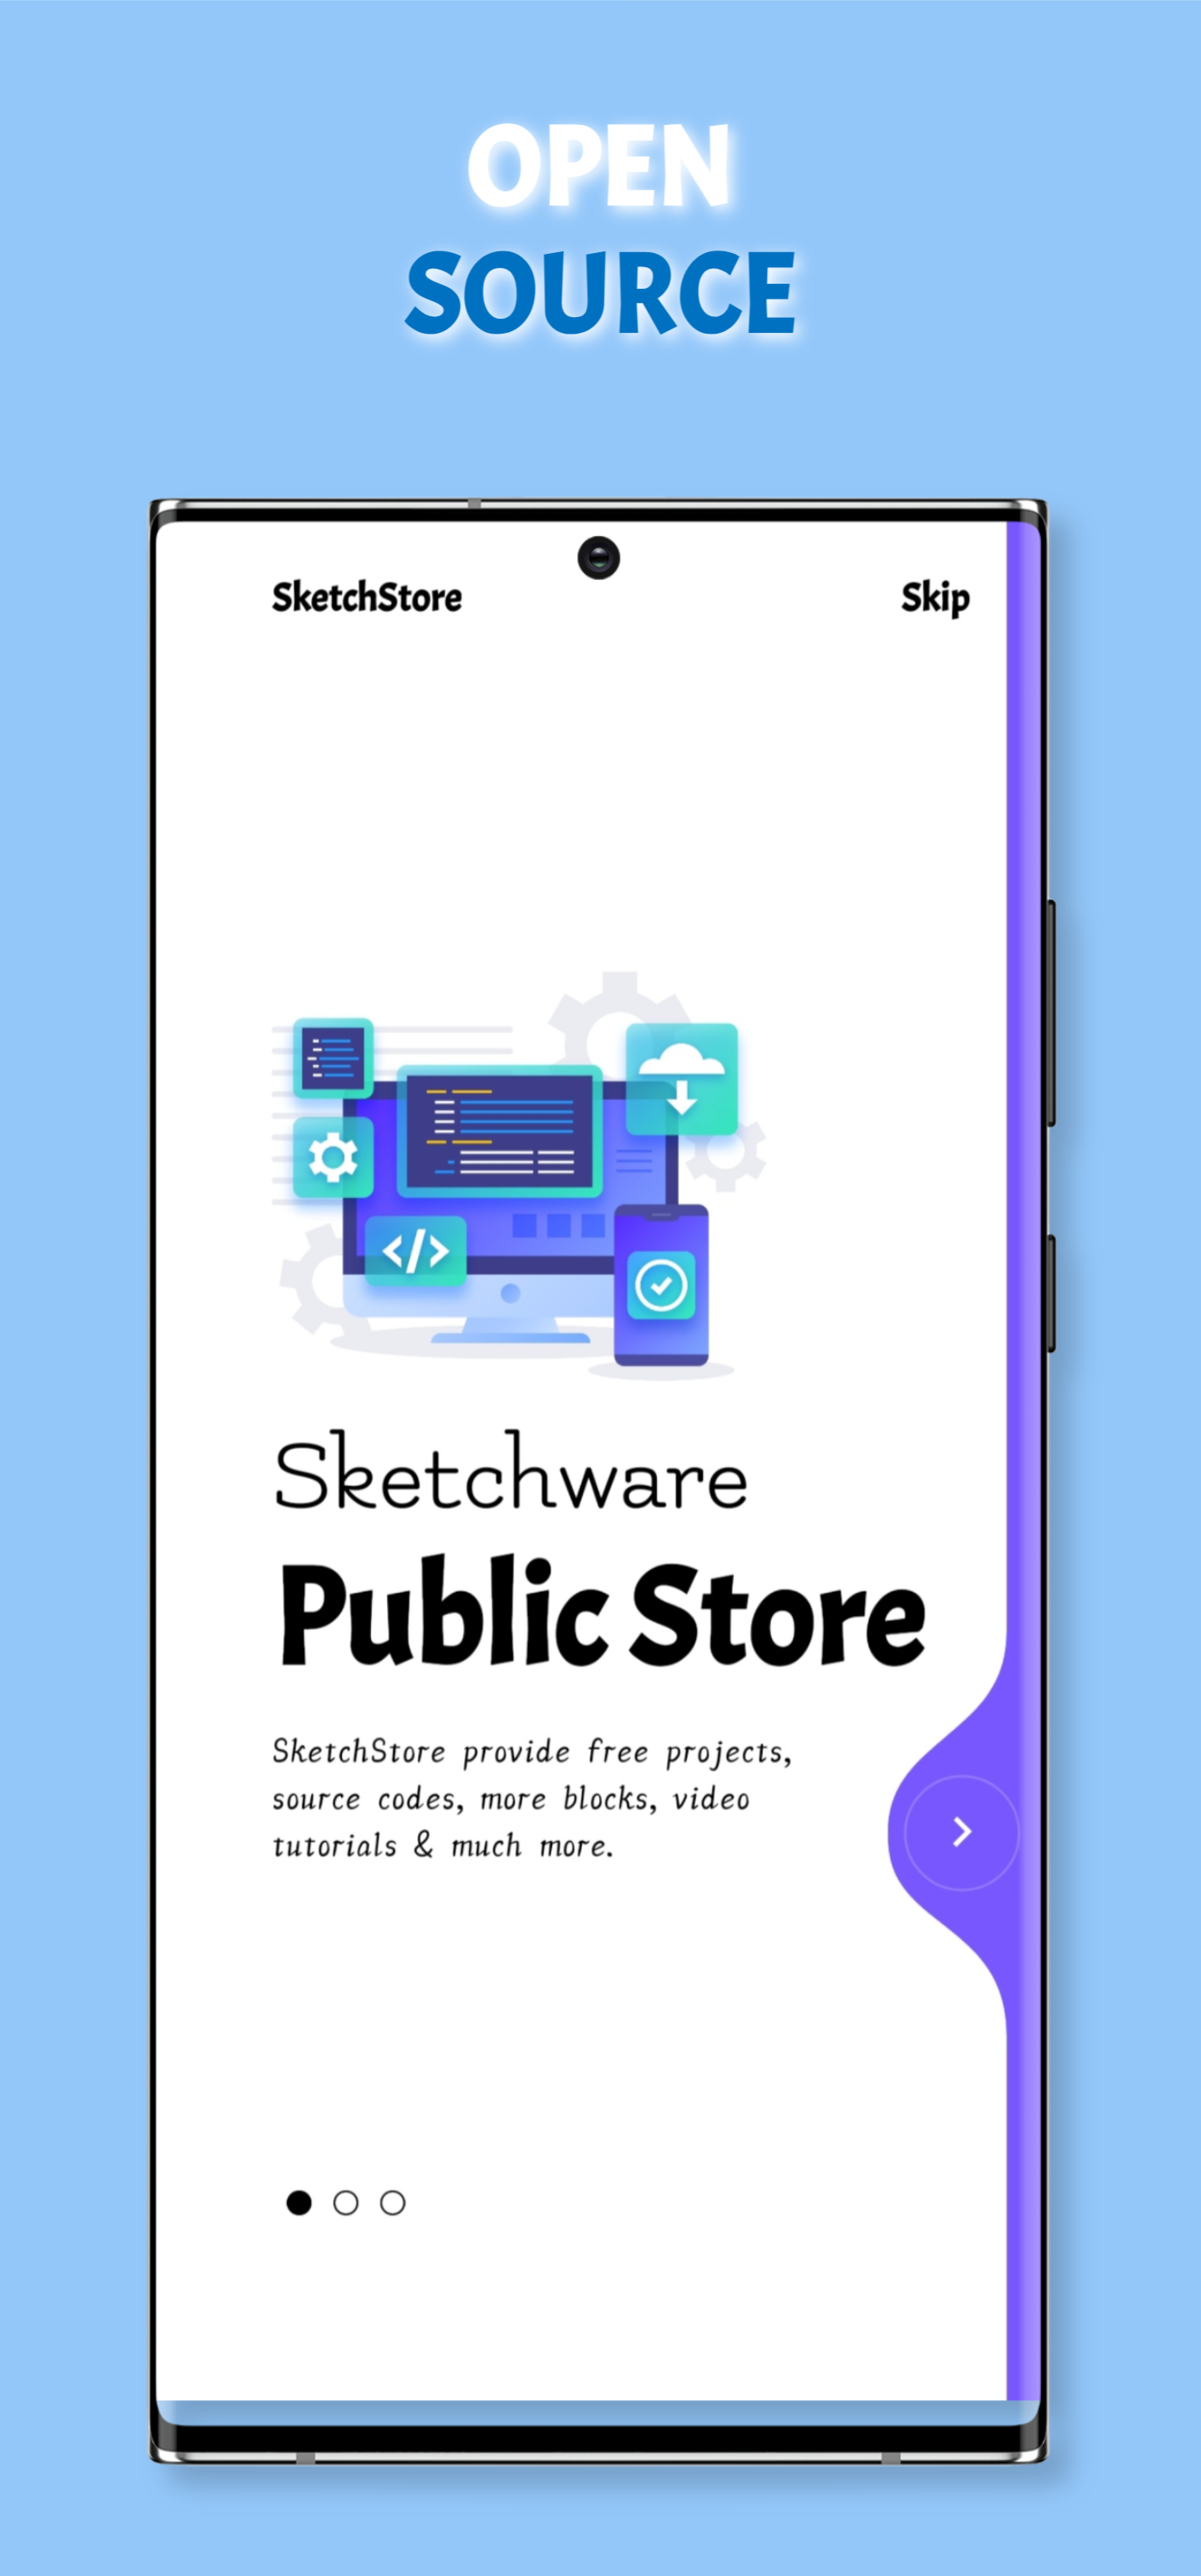 OPEN
SOURCE
SketchStore
Skip
</>
Sketchware
Public Store
SketchStore provide free projects,
source codes, more blocks, video
tutorials & much more.